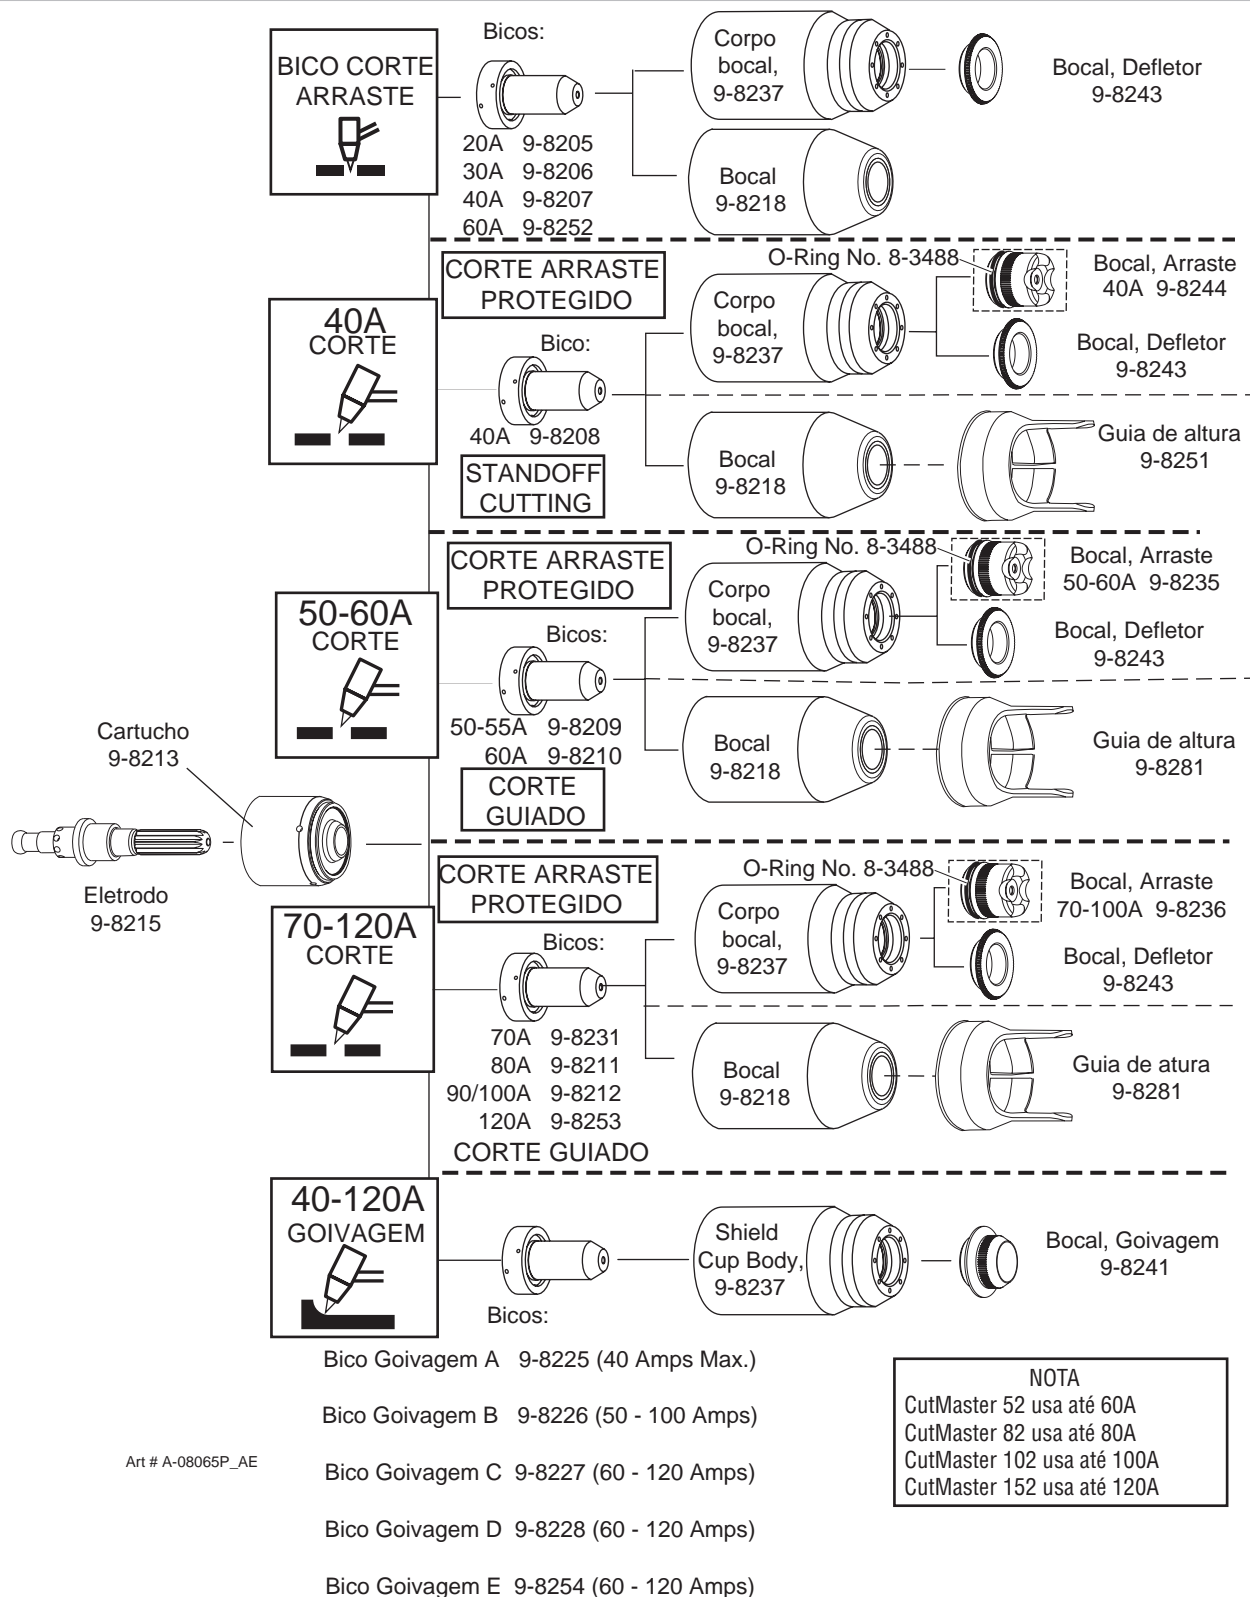 BICO CORTE
ARRASTE
Bicos:
20A 9-8205
30A 9-8206
40A 9-8207
60A 9-8252
Corpo
bocal,
9-8237
Bocal, Defletor
9-8243
Bocal
9-8218
CORTE ARRASTE
PROTEGIDO
40A
CORTE
Bico:
40A 9-8208
STANDOFF
CUTTING
O-Ring No. 8-3488
Corpo
bocal,
9-8237
Bocal, Arraste
40A 9-8244
Bocal, Defletor
9-8243
Bocal
9-8218
Guia de altura
9-8251
CORTE ARRASTE
PROTEGIDO
50-60A
CORTE
Bicos:
50-55A 9-8209
60A 9-8210
CORTE
GUIADO
O-Ring No. 8-3488
Corpo
bocal,
9-8237
Bocal, Arraste
50-60A 9-8235
Bocal, Defletor
9-8243
Bocal
9-8218
Guia de altura
9-8281
Cartucho
9-8213
Eletrodo
9-8215
CORTE ARRASTE
PROTEGIDO
70-120A
CORTE
Bicos:
70A 9-8231
80A 9-8211
90/100A 9-8212
120A 9-8253
CORTE GUIADO
O-Ring No. 8-3488
Corpo
bocal,
9-8237
Bocal, Arraste
70-100A 9-8236
Bocal, Defletor
9-8243
Bocal
9-8218
Guia de atura
9-8281
40-120A
GOIVAGEM
Bicos:
Shield
Cup Body,
9-8237
Bocal, Goivagem
9-8241
Bico Goivagem A 9-8225 (40 Amps Max.)
Bico Goivagem B 9-8226 (50 - 100 Amps)
Bico Goivagem C 9-8227 (60 - 120 Amps)
Bico Goivagem D 9-8228 (60 - 120 Amps)
Bico Goivagem E 9-8254 (60 - 120 Amps)
NOTA
CutMaster 52 usa até 60A
CutMaster 82 usa até 80A
CutMaster 102 usa até 100A
CutMaster 152 usa até 120A
Art # A-08065P_AE